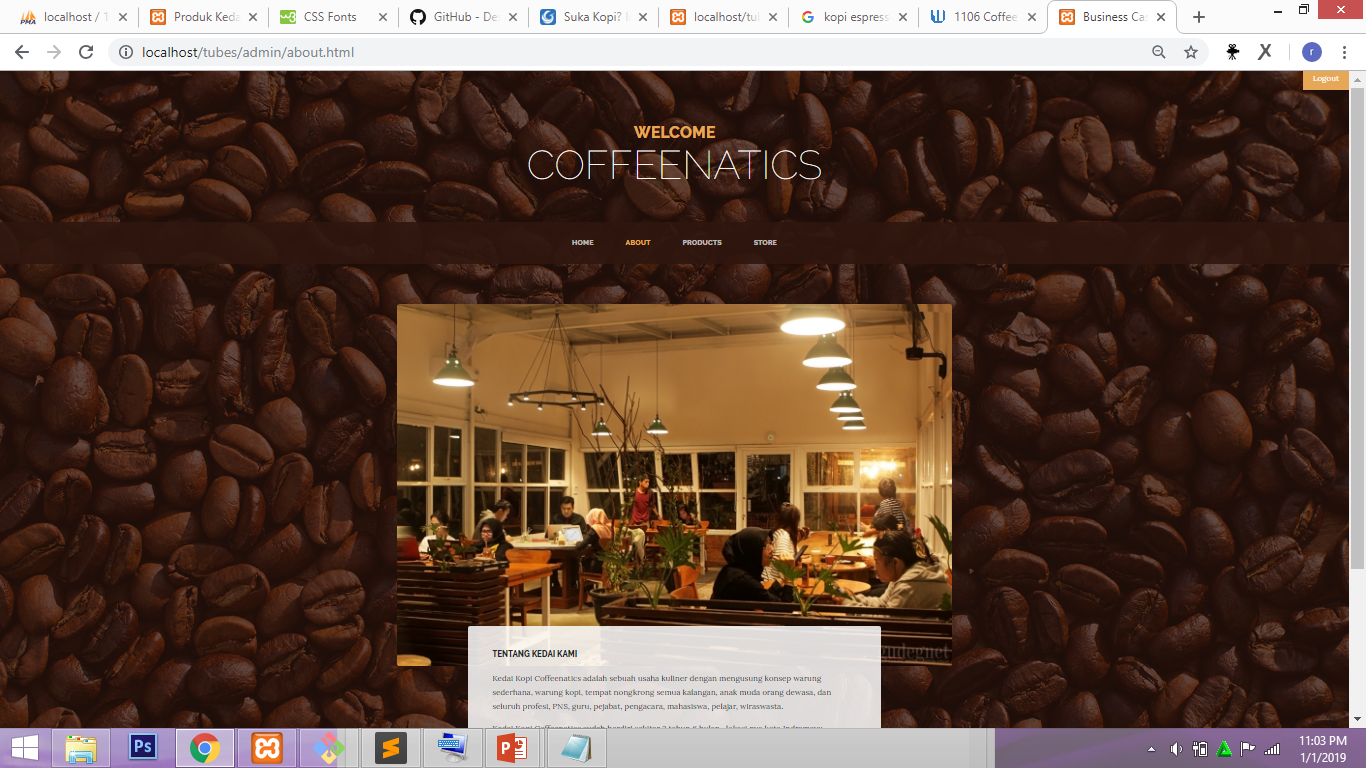 localhost / 1
Produk Keda
CSS Fonts
GitHub - De
Suka Kopi?
localhost/tu
kopi espress
1106 Coffee
Business Ca
localhost/tubes/admin/about.html
r
Logout
WELCOME
COFFEENATICS
HOME ABOUT PRODUCTS STORE
gudegnet
TENTANG KEDAI KAMI
Kedai Kopi Coffeenatics adalah sebuah usaha kuliner dengan mengusung konsep warung
sederhana, warung kopi, tempat nongkrong semua kalangan, anak muda orang dewasa, dan
seluruh profesi, PNS, guru, pejabat, pengacara, mahasiswa, pelajar, wiraswasta.
Ps
11:03 PM
1/1/2019